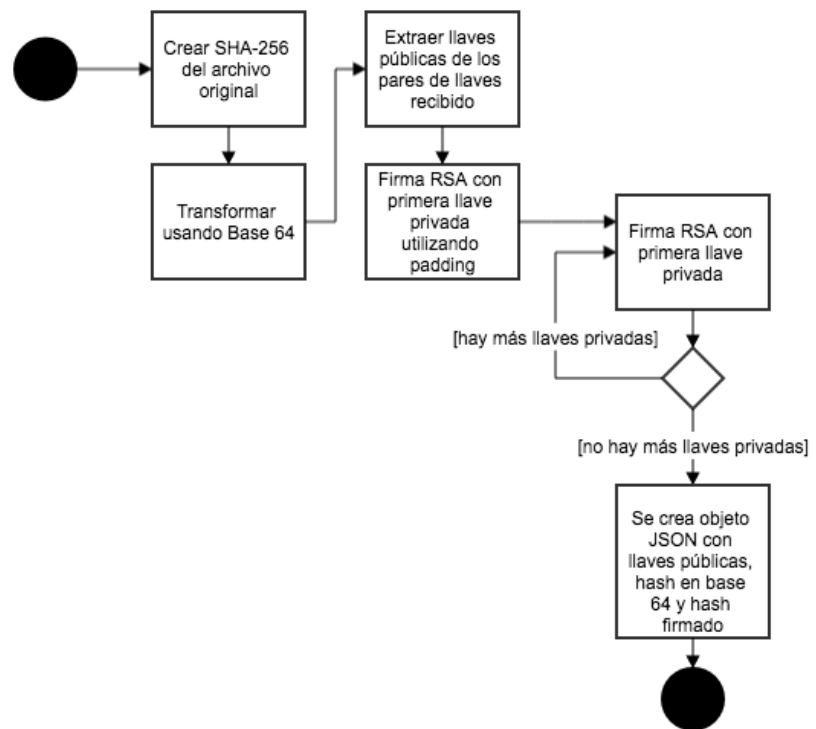 Crear SHA-256
del archivo
original
Transformar
usando Base 64
Extraer llaves
públicas de los
pares de llaves
recibido
Firma RSA con
primera llave
privada
utilizando
padding
Firma RSA con
primera llave
privada
[hay más llaves privadas]
[no hay más llaves privadas]
Se crea objeto
JSON con
llaves públicas,
hash en base
64 y hash
firmado